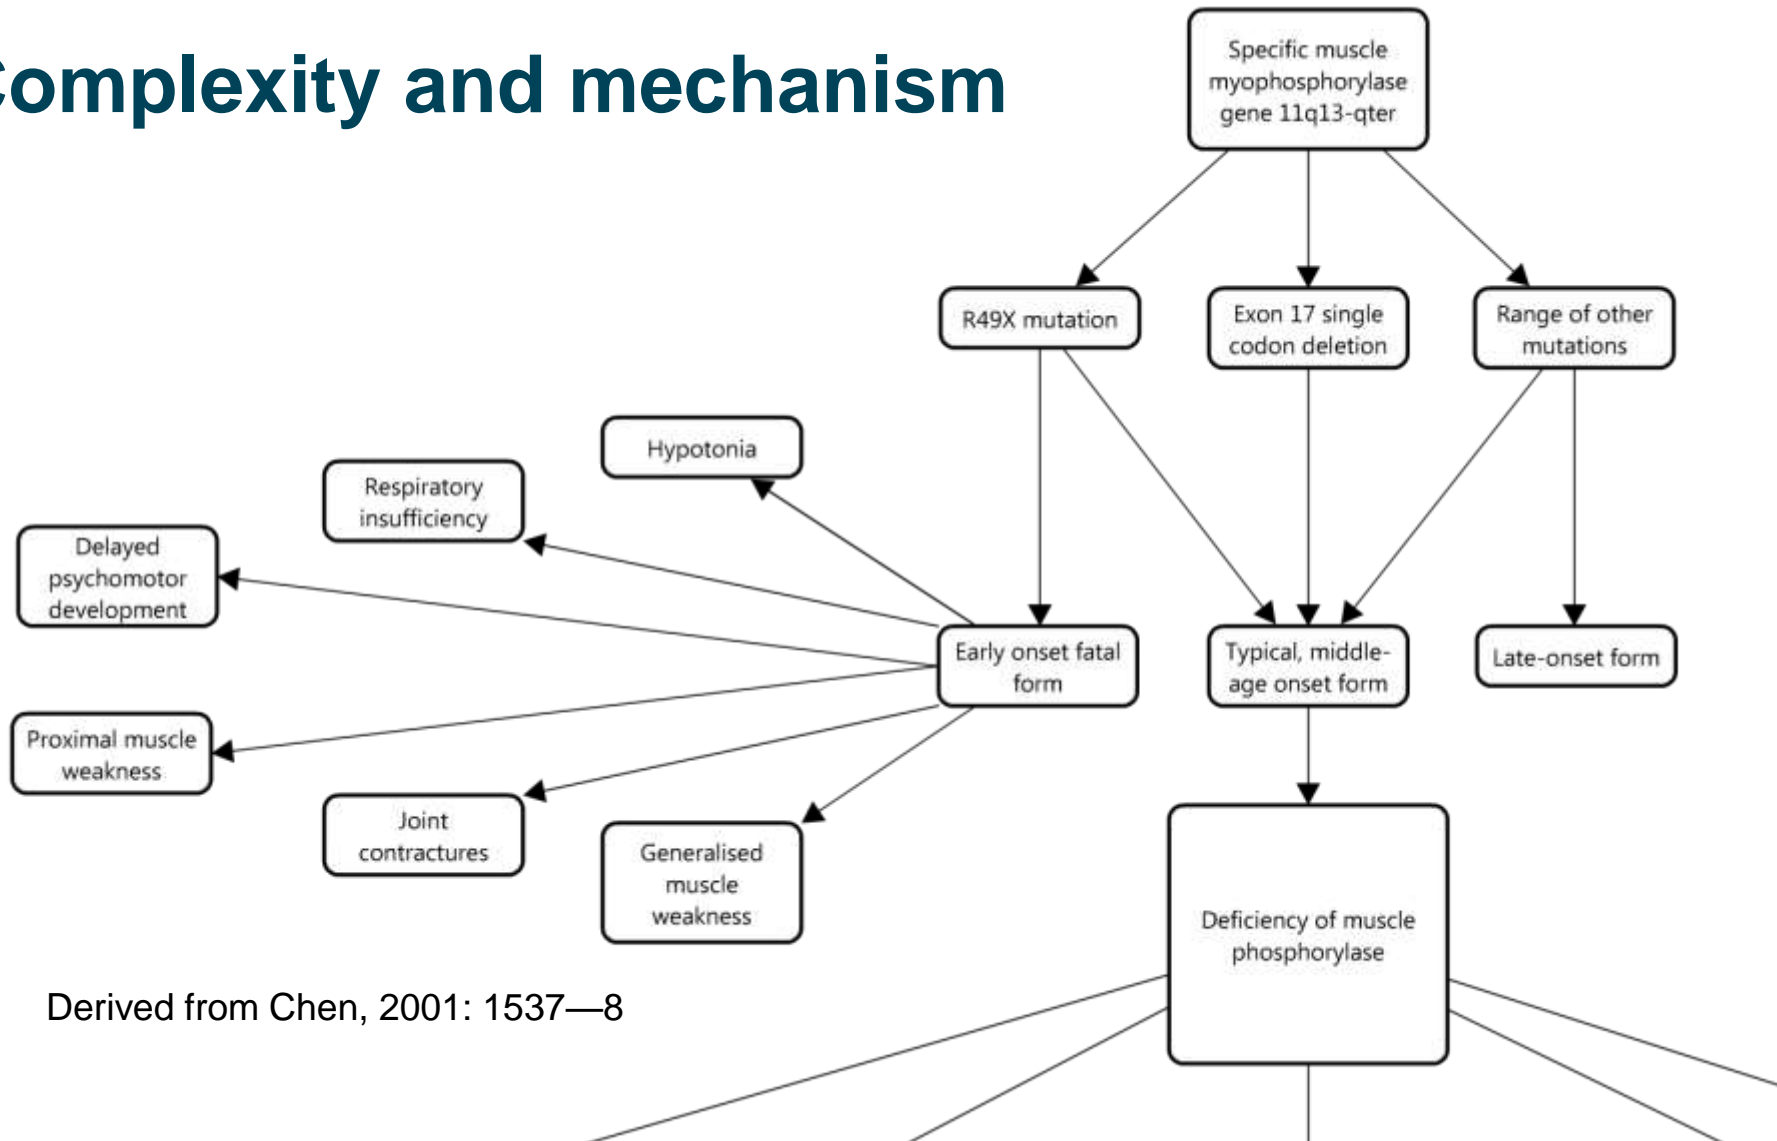 Complexity and mechanism
Specific muscle
myophosphorylase
gene 11q13-qter
R49X mutation
Exon 17 single
codon deletion
Range of other
mutations
Hypotonia
Respiratory
insufficiency
Delayed
psychomotor
development
Early onset fatal
form
Typical, middle-
age onset form
Late-onset form
Proximal muscle
weakness
Joint
contractures
Generalised
muscle
weakness
Deficiency of muscle
phosphorylase
Derived from Chen, 2001: 1537—8